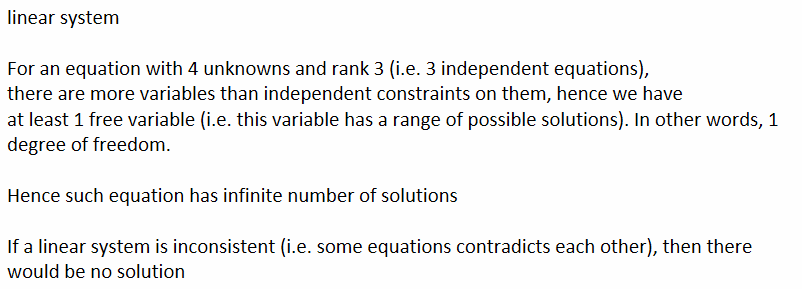 linear system
For an equation with 4 unknowns and rank 3 (i.e. 3 independent equations),
there are more variables than independent constraints on them, hence we have
at least 1 free variable (i.e. this variable has a range of possible solutions). In other words, 1
degree of freedom.
Hence such equation has infinite number of solutions
If a linear system is inconsistent (i.e. some equations contradicts each other), then there
would be no solution